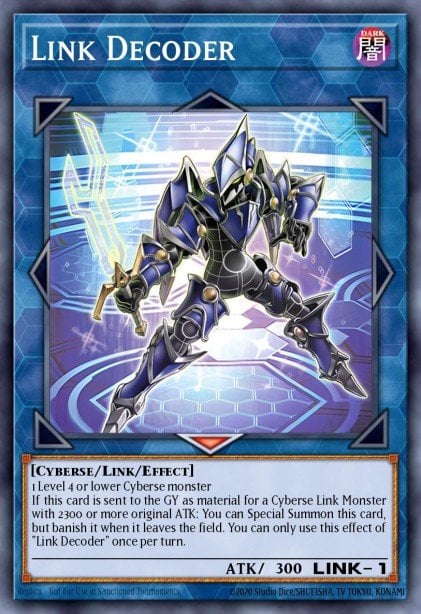 LINK DECODER
DARK
闇
[CYBERSE/LINK/EFFECT]
1 Level 4 or lower Cyberse monster
If this card is sent to the GY as material for a Cyberse Link Monster
with 2300 or more original ATK: You can Special Summon this card,
but banish it when it leaves the field. You can only use this effect of
"Link Decoder" once per turn.
ATK/ 300 LINK-1
Replica - Not For Use in Sanctioned Tornmaments ©2020 Studio Dice/SHUEISHA, TV TOKYO, KONAMI